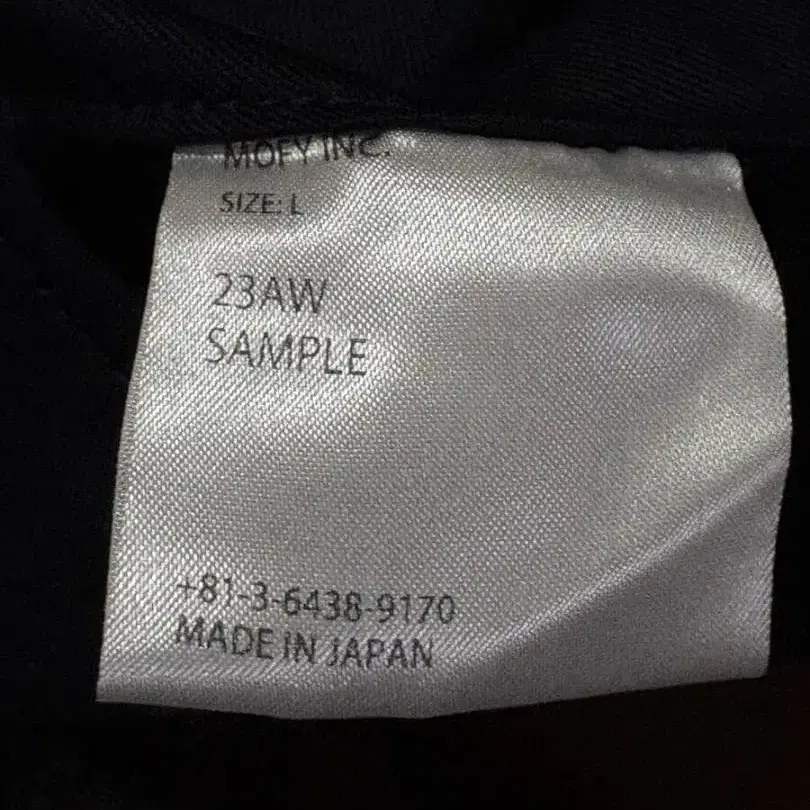 MOFY INC.
SIZE: L
23AW
SAMPLE
+81-3-6438-9170
MADE IN JAPAN